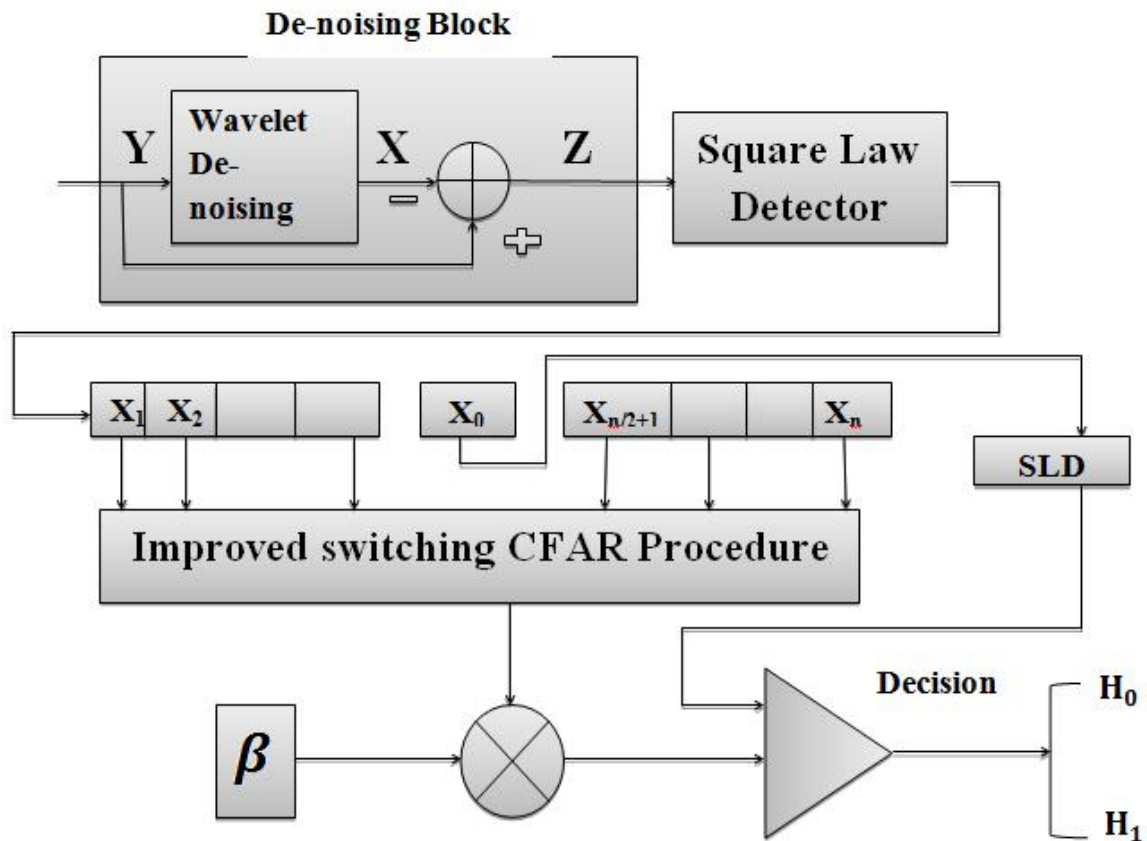 De-noising Block
Y
Wavelet
De-
noising
X
−
+
Z
Square Law
Detector
X₁
X₂
X₀
Xₙ/₂₊₁
Xₙ
SLD
Improved switching CFAR Procedure
β
Decision
H₀
H₁